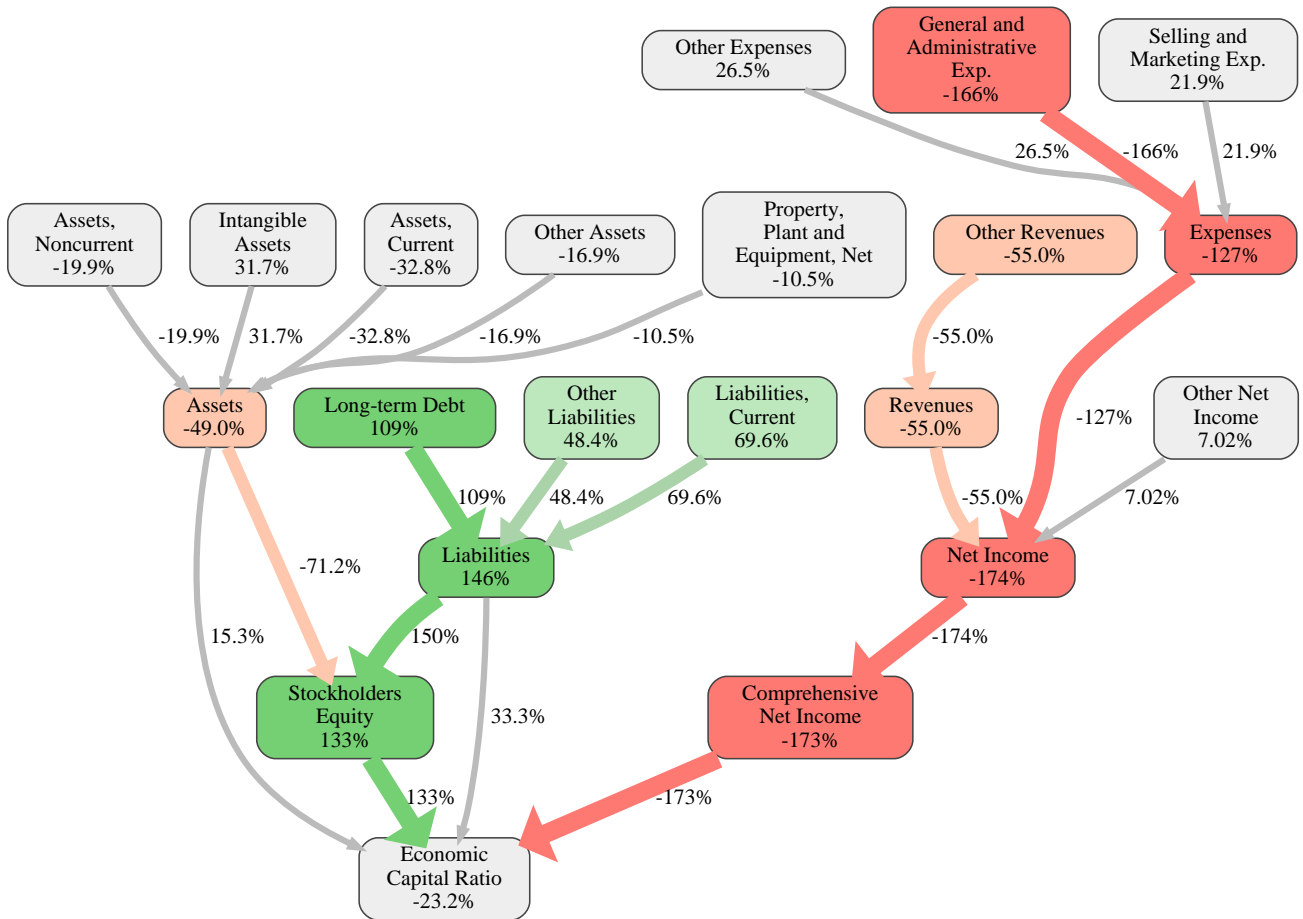 General and
Administrative
Exp.
-166%
Other Expenses
26.5%
Selling and
Marketing Exp.
21.9%
26.5%
-166%
21.9%
Assets,
Noncurrent
-19.9%
Intangible
Assets
31.7%
Assets,
Current
-32.8%
Other Assets
-16.9%
Property,
Plant and
Equipment, Net
-10.5%
Other Revenues
-55.0%
Expenses
-127%
-19.9%
31.7%
-32.8%
-16.9%
-10.5%
-55.0%
Assets
-49.0%
Long-term Debt
109%
Other
Liabilities
48.4%
Liabilities,
Current
69.6%
Revenues
-55.0%
-127%
Other Net
Income
7.02%
109%
48.4%
69.6%
-55.0%
7.02%
Liabilities
146%
Net Income
-174%
-71.2%
15.3%
150%
-174%
Stockholders
Equity
133%
33.3%
Comprehensive
Net Income
-173%
133%
-173%
Economic
Capital Ratio
-23.2%